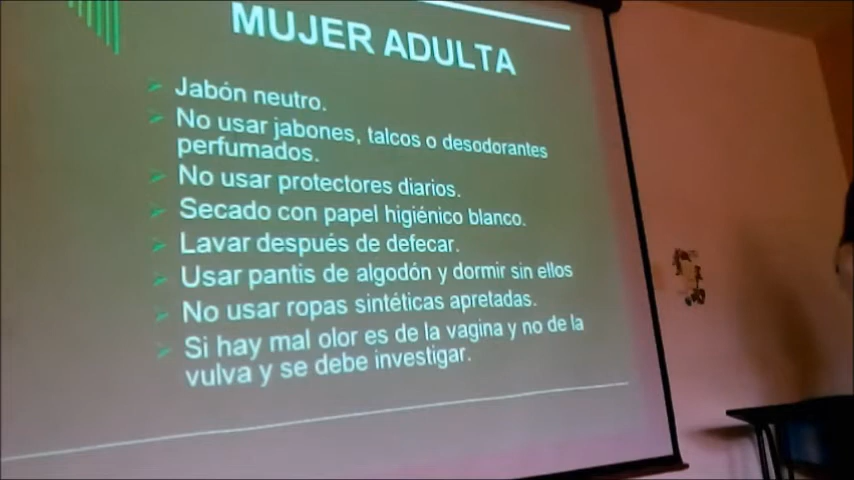 MUJER ADULTA
Jabón neutro.
No usar jabones, talcos o desodorantes
perfumados.
No usar protectores diarios.
Secado con papel higiénico blanco.
Lavar después de defecar.
Usar pantis de algodón y dormir sin ellos
No usar ropas sintéticas apretadas.
Si hay mal olor es de la vagina y no de la
vulva y se debe investigar.